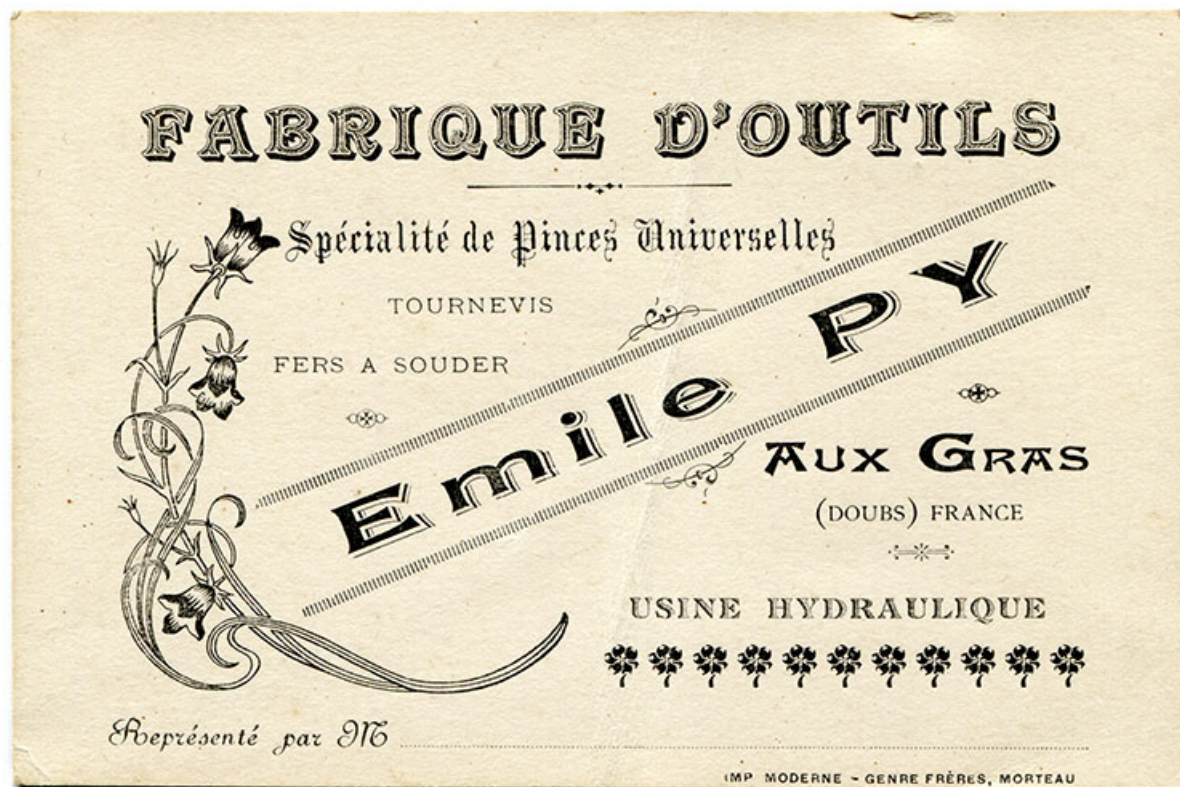 FABRIQUE D'OUTILS
Spécialité de Pinces Universelles
TOURNEVIS
FERS A SOUDER
Emile PY
AUX GRAS
(DOUBS) FRANCE
USINE HYDRAULIQUE
Représenté par M
IMP MODERNE - GENRE FRÈRES, MORTEAU